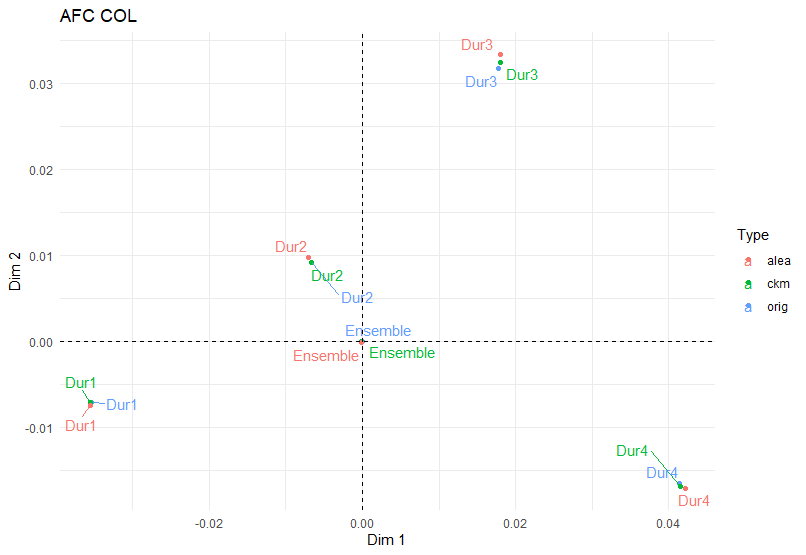 AFC COL
Dur3
Dur3
Dur3
0.03
0.02
Dur2
Dur2
Dur2
0.01
Dim 2
Ensemble
0.00
Ensemble
Ensemble
Dur1
Dur1
Dur1
-0.01
Dur4
Dur4
Dur4
-0.02
0.00
0.02
0.04
Dim 1
Type
a alea
a ckm
a orig